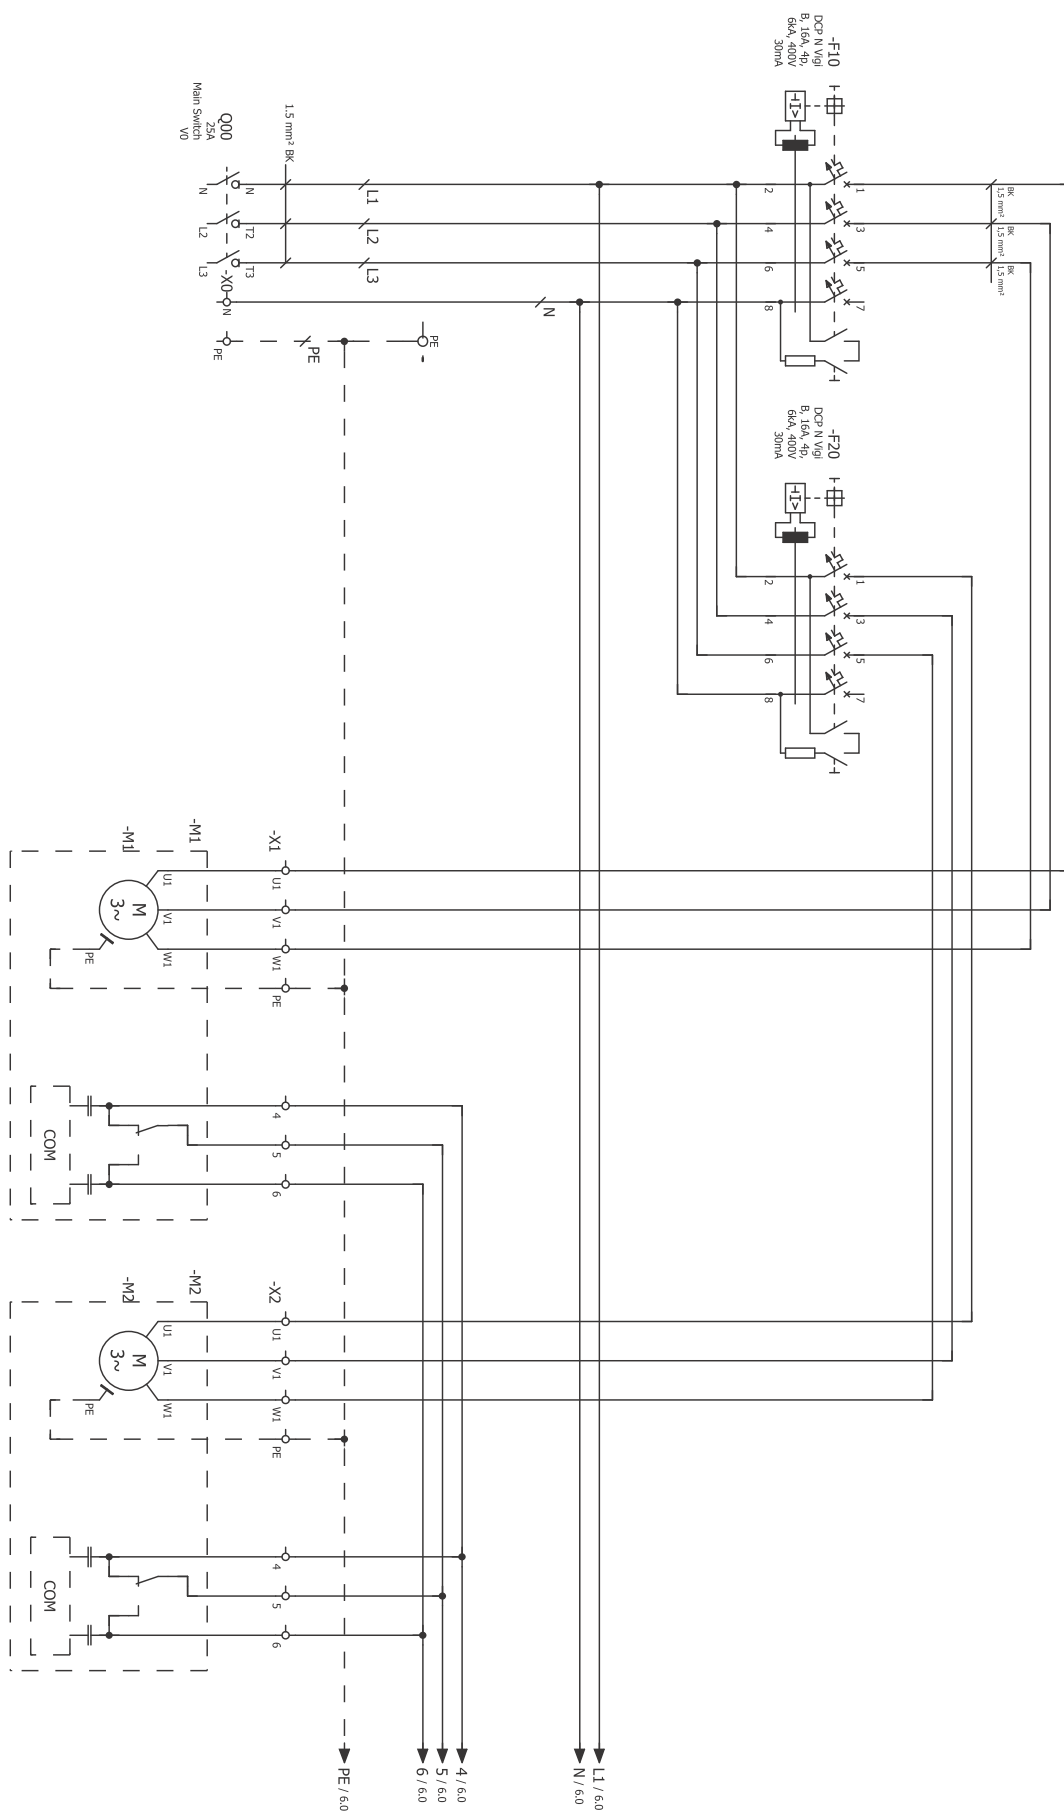 -F10
DCP N Vigi
B, 16A, 4p,
6kA, 400V
30mA
I>
1
3
5
7
2
4
6
8
BK
1,5 mm²
BK
1,5 mm²
BK
1,5 mm²
Q00
25A
Main Switch
V0
1.5 mm² BK
N
T2
T3
N
L2
L3
L1
L2
L3
-X0
N
PE
N
PE
PE
-F20
DCP N Vigi
B, 16A, 4p,
6kA, 400V
30mA
I>
1
3
5
7
2
4
6
8
-X1
U1
V1
W1
PE
4
5
6
-M1
-M1
U1
V1
W1
PE
M
3~
COM
-X2
U1
V1
W1
PE
4
5
6
-M2
-M2
U1
V1
W1
PE
M
3~
COM
L1 / 6.0
N / 6.0
4 / 6.0
5 / 6.0
6 / 6.0
PE / 6.0